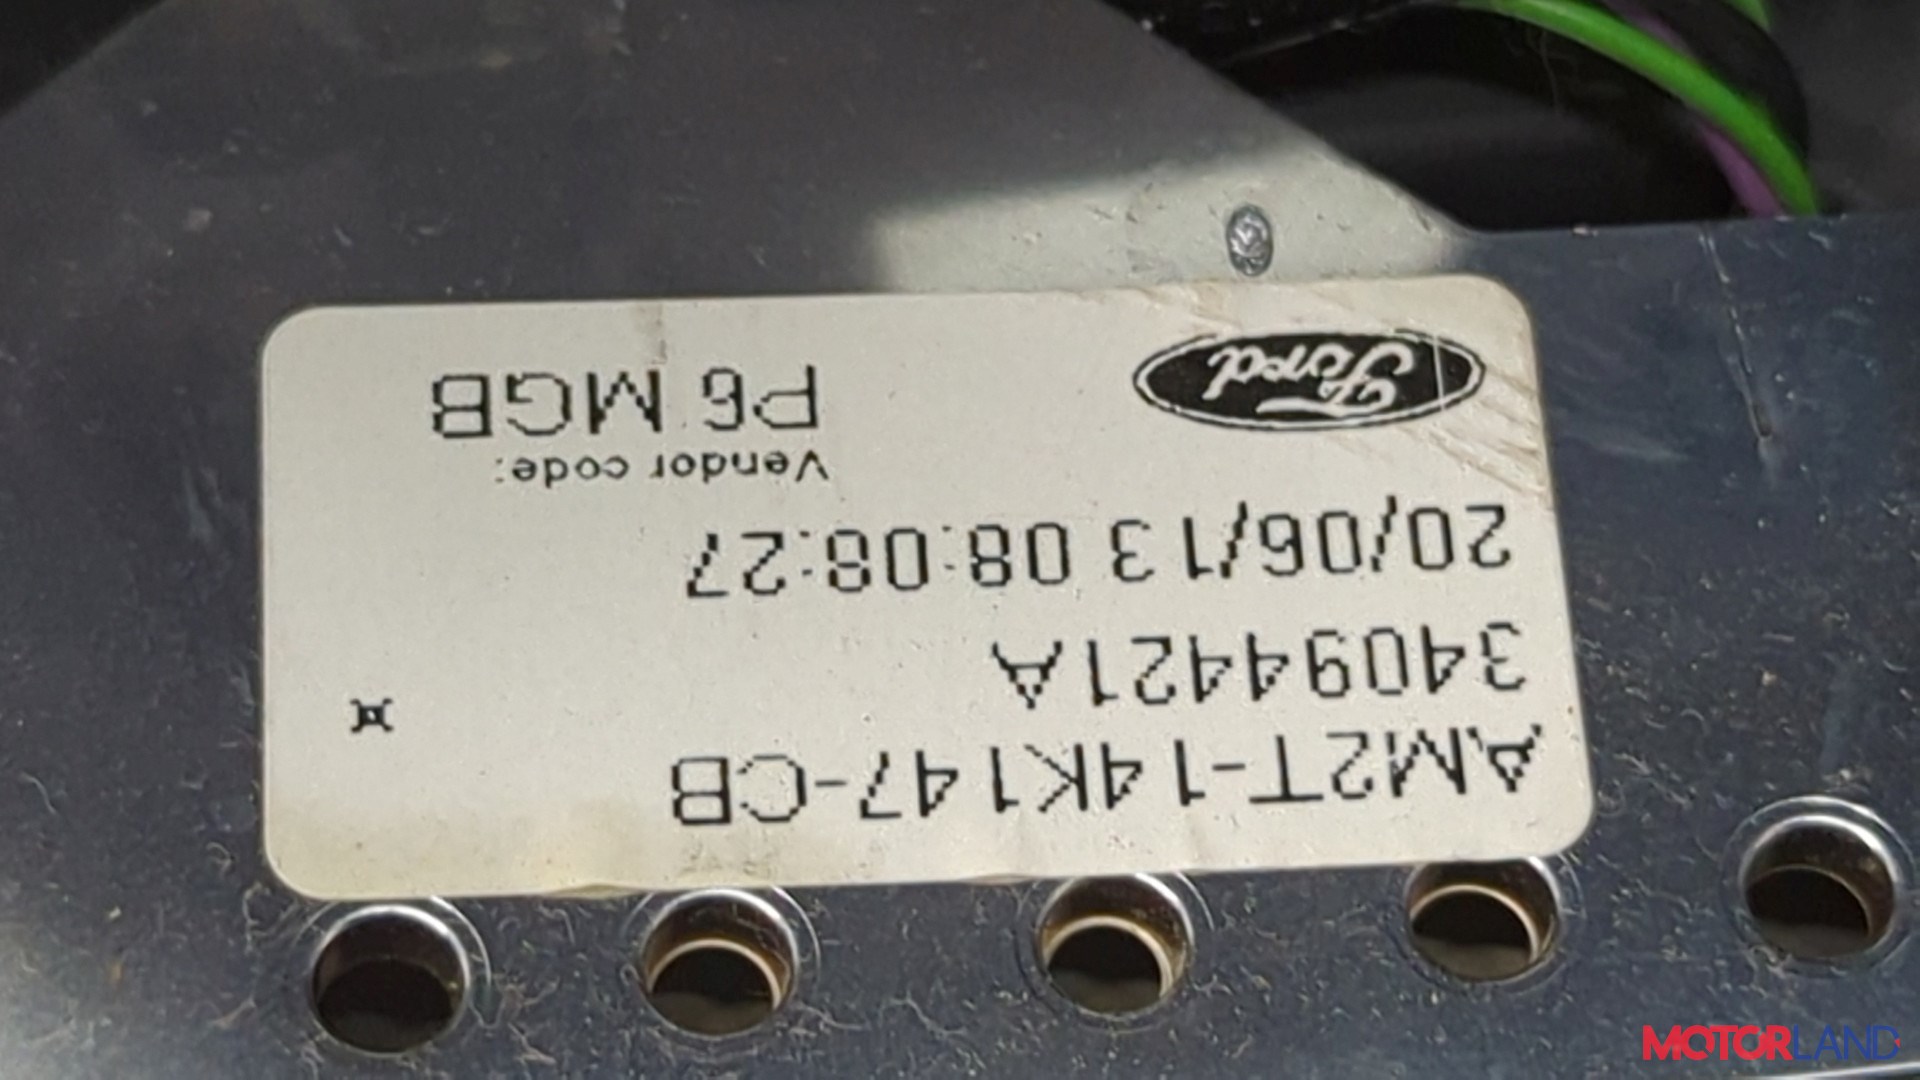 AM2T-14K147-CB
34094421A
20/06/13 08:08:27
Vendor code:
Ford P6 MGB
MOTORLAND